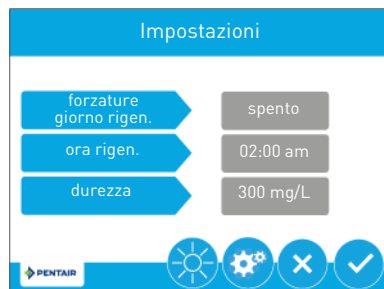 Impostazioni
forzature
giorno rigen.
spento
ora rigen.
02:00 am
durezza
300 mg/L
PENTAIR